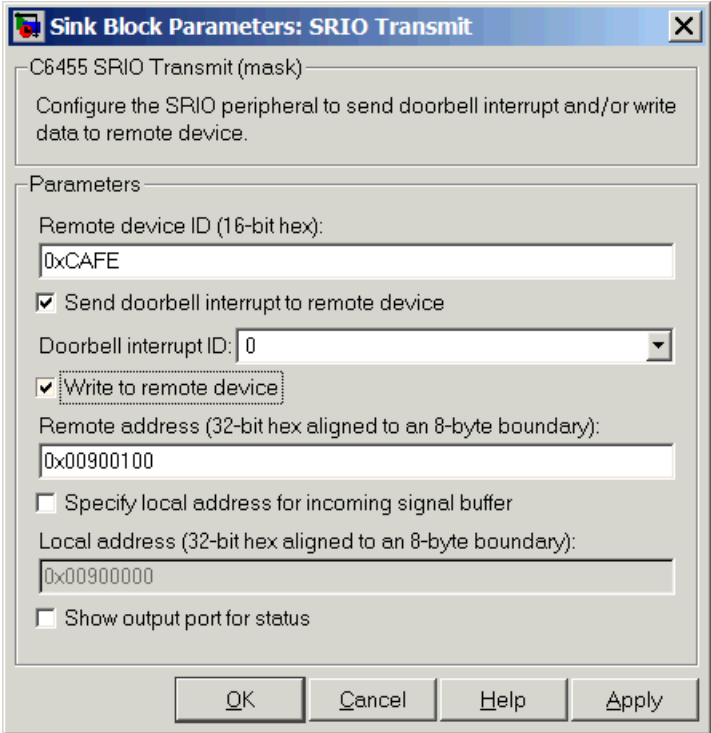 Sink Block Parameters: SRIO Transmit
C6455 SRIO Transmit (mask)
Configure the SRIO peripheral to send doorbell interrupt and/or write
data to remote device.
Parameters
Remote device ID (16-bit hex):
0xCAFE
Send doorbell interrupt to remote device
Doorbell interrupt ID: 0
Write to remote device
Remote address (32-bit hex aligned to an 8-byte boundary):
0x00900100
Specify local address for incoming signal buffer
Local address (32-bit hex aligned to an 8-byte boundary):
0x00900000
Show output port for status
OK Cancel Help Apply